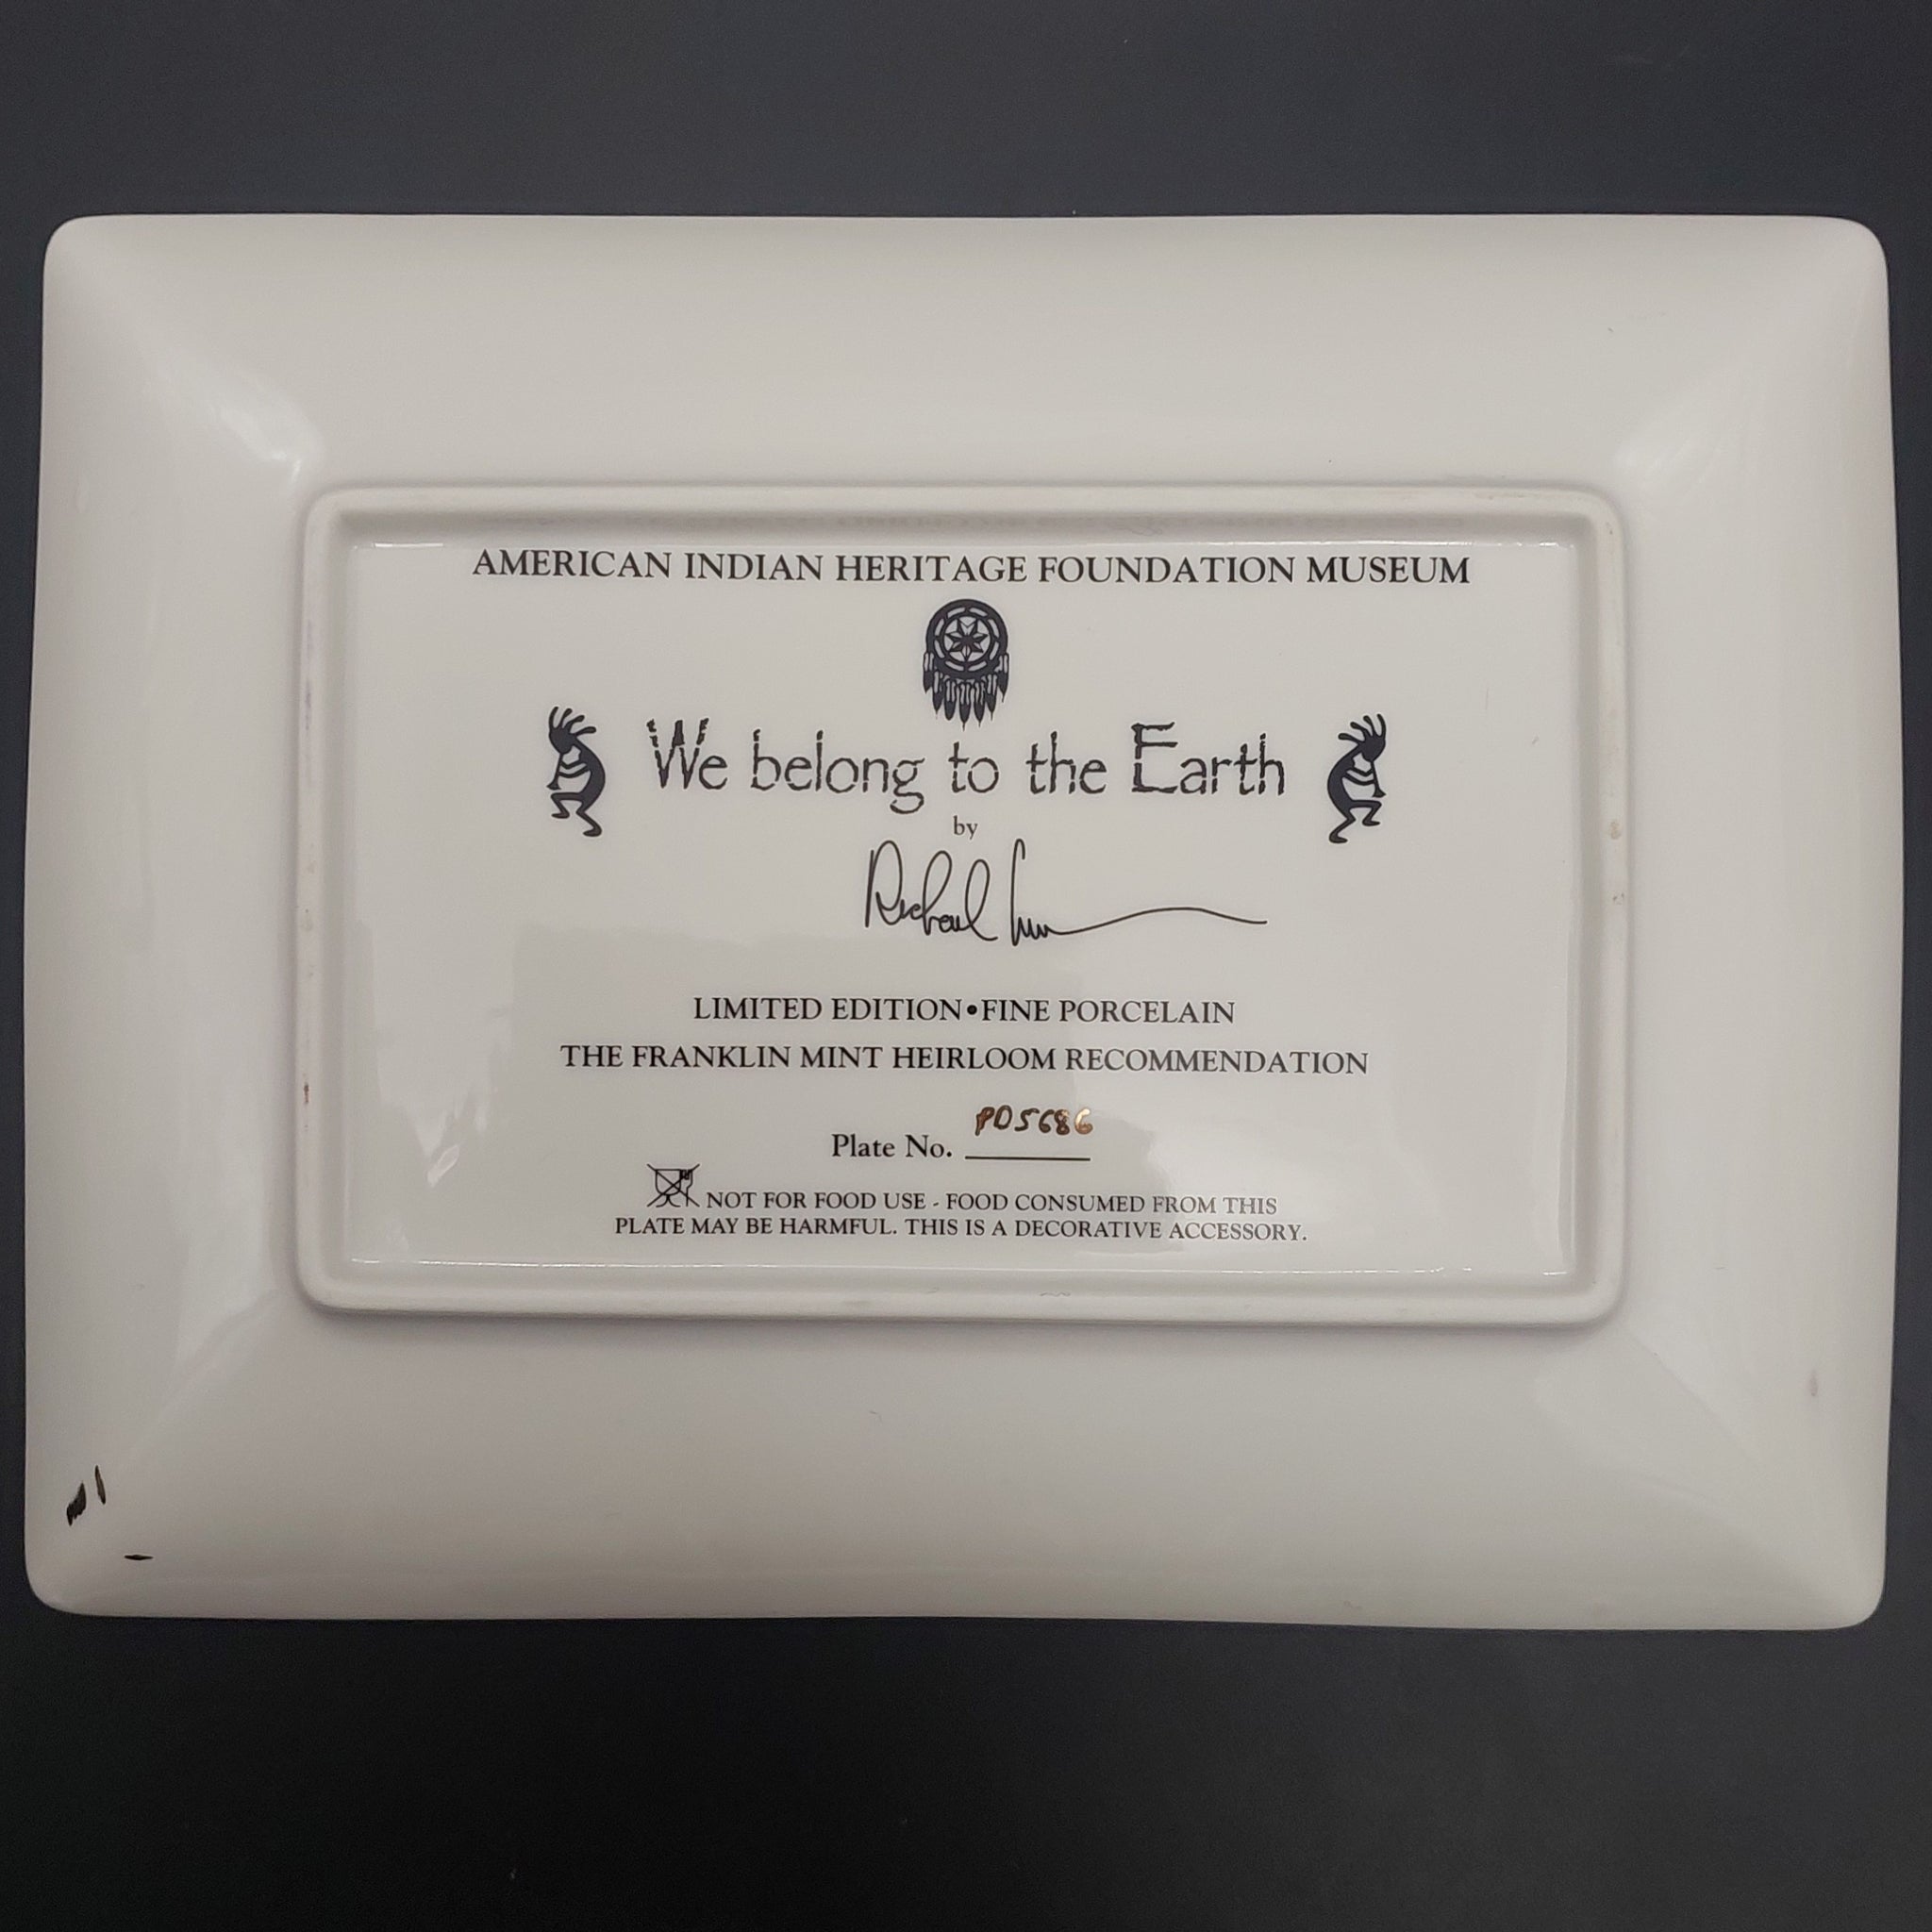 AMERICAN INDIAN HERITAGE FOUNDATION MUSEUM
We belong to the Earth
by
Richard
LIMITED EDITION•FINE PORCELAIN
THE FRANKLIN MINT HEIRLOOM RECOMMENDATION
Plate No. PD5686
NOT FOR FOOD USE - FOOD CONSUMED FROM THIS
PLATE MAY BE HARMFUL. THIS IS A DECORATIVE ACCESSORY.